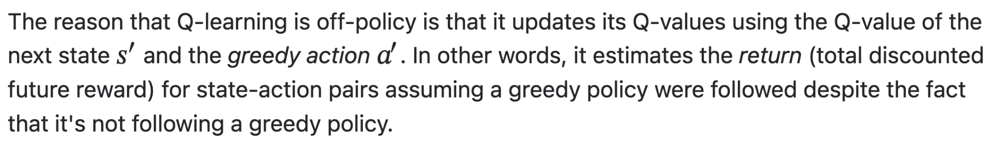 The reason that Q-learning is off-policy is that it updates its Q-values using the Q-value of the
next state s′ and the greedy action a′ . In other words, it estimates the return (total discounted
future reward) for state-action pairs assuming a greedy policy were followed despite the fact
that it's not following a greedy policy.